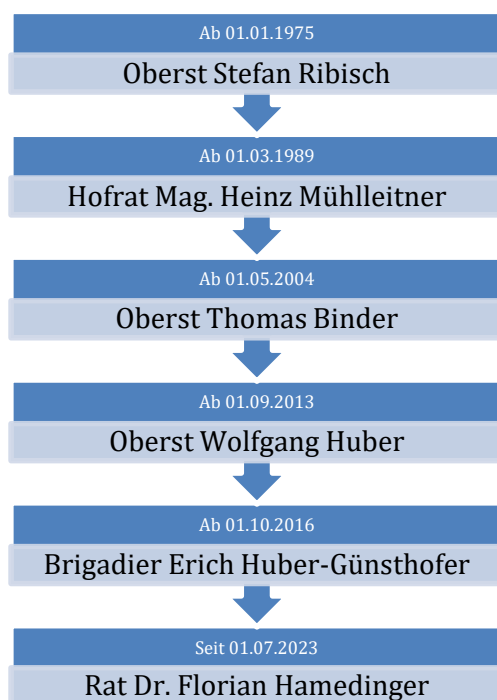 Ab 01.01.1975
Oberst Stefan Ribisch
Ab 01.03.1989
Hofrat Mag. Heinz Mühlleitner
Ab 01.05.2004
Oberst Thomas Binder
Ab 01.09.2013
Oberst Wolfgang Huber
Ab 01.10.2016
Brigadier Erich Huber-Günsthofer
Seit 01.07.2023
Rat Dr. Florian Hamedinger